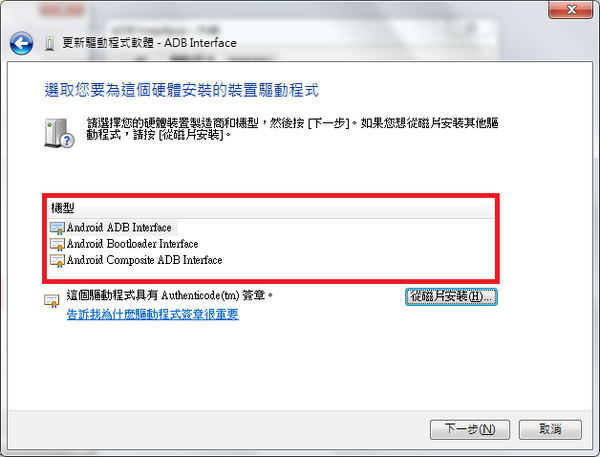 更新驅動程式軟體 - ADB Interface
選取您要為這個硬體安裝的裝置驅動程式
請選擇您的硬體裝置製造商和機型，然後按 [下一步]。如果您想從磁片安裝其他驅
動程式，請按 [從磁片安裝]。
機型
Android ADB Interface
Android Bootloader Interface
Android Composite ADB Interface
這個驅動程式具有 Authenticode(tm) 簽章。
從磁片安裝(H)...
告訴我為什麼驅動程式簽章很重要
下一步(N)
取消